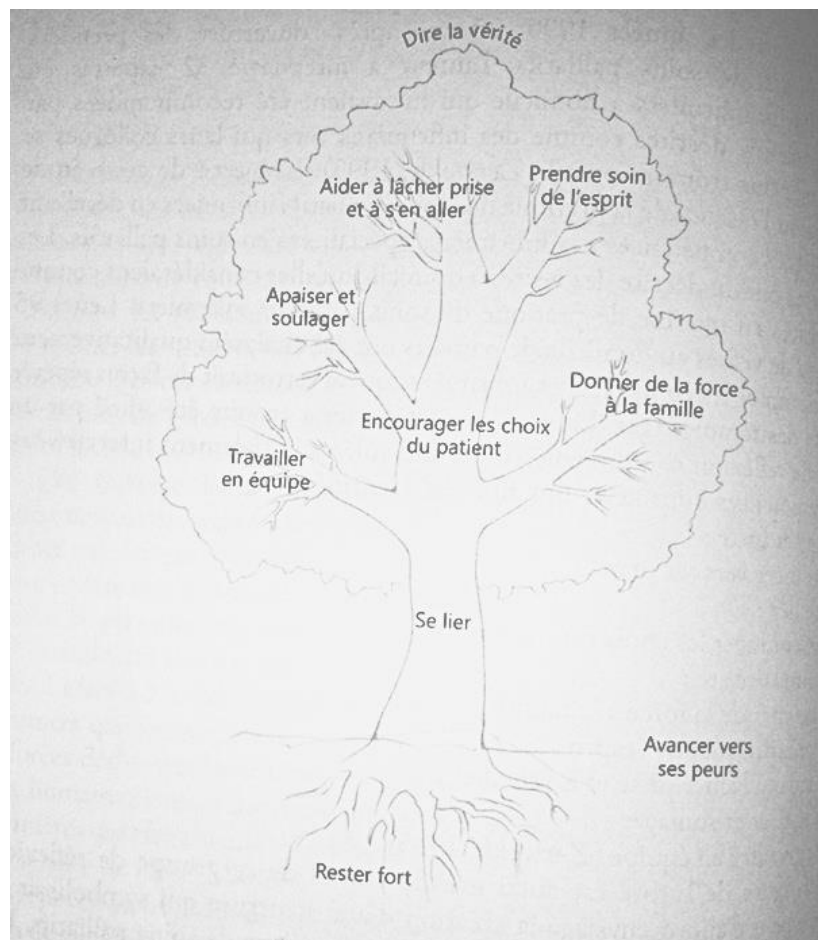 Dire la vérité
Aider à lâcher prise
et à s'en aller
Prendre soin
de l'esprit
Apaiser et
soulager
Donner de la force
à la famille
Encourager les choix
du patient
Travailler
en équipe
Se lier
Avancer vers
ses peurs
Rester fort